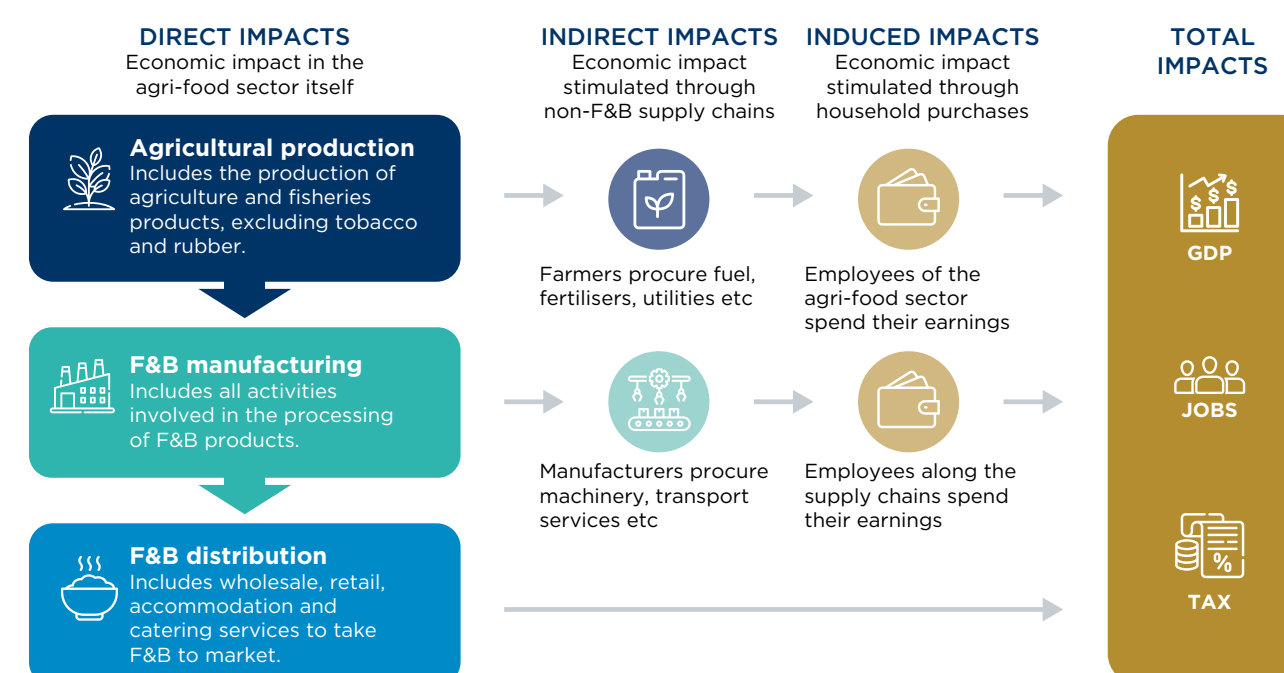 DIRECT IMPACTS
Economic impact in the
agri-food sector itself
INDIRECT IMPACTS
Economic impact
stimulated through
non-F&B supply chains
INDUCED IMPACTS
Economic impact
stimulated through
household purchases
TOTAL
IMPACTS
Agricultural production
Includes the production of
agriculture and fisheries
products, excluding tobacco
and rubber.
Farmers procure fuel,
fertilisers, utilities etc
Employees of the
agri-food sector
spend their earnings
$ $ $ $
GDP
F&B manufacturing
Includes all activities
involved in the processing
of F&B products.
Manufacturers procure
machinery, transport
services etc
Employees along the
supply chains spend
their earnings
JOBS
F&B distribution
Includes wholesale, retail,
accommodation and
catering services to take
F&B to market.
%
TAX